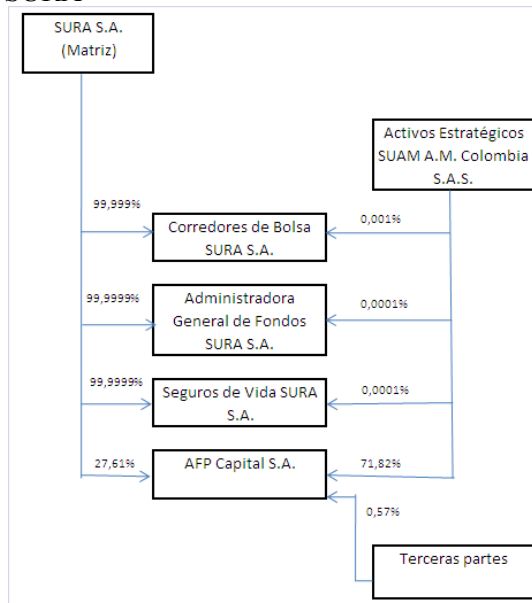 SURA
SURA S.A.
(Matriz)
Activos Estratégicos
SUAM A.M. Colombia
S.A.S.
99,999%
Corredores de Bolsa
SURA S.A.
0,001%
99,9999%
Administradora
General de Fondos
SURA S.A.
0,0001%
99,9999%
Seguros de Vida SURA
S.A.
0,0001%
27,61%
AFP Capital S.A.
71,82%
0,57%
Terceras partes